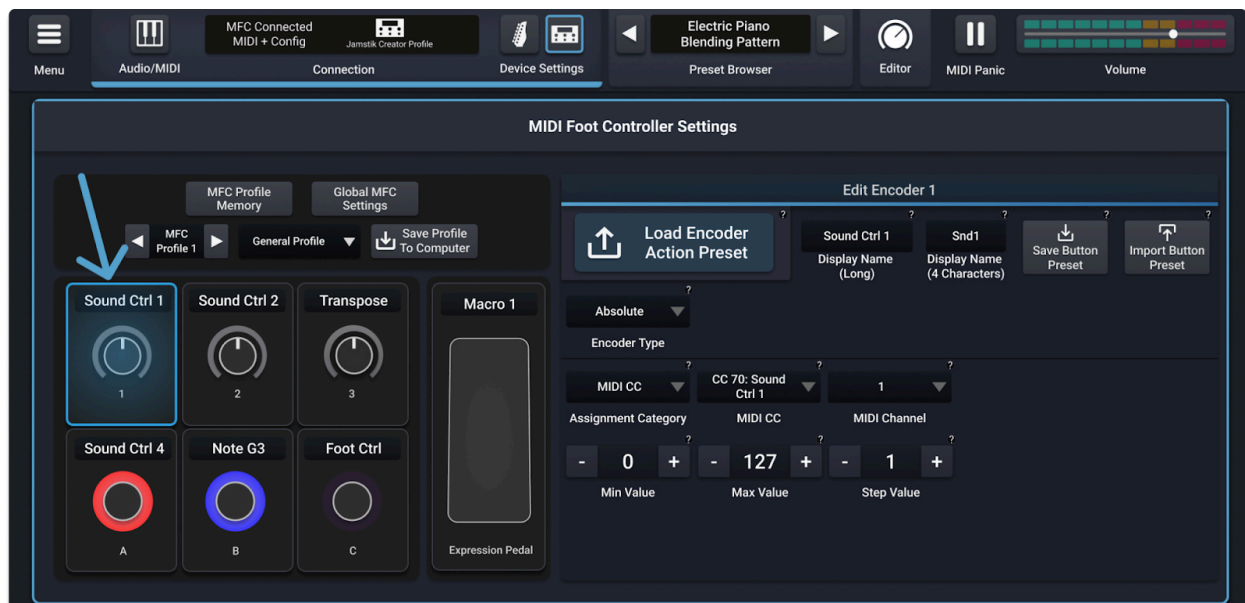 MFC Connected
MIDI + Config
Jamstik Creator Profile
Electric Piano
Blending Pattern
Menu
Audio/MIDI
Connection
Device Settings
Preset Browser
Editor
MIDI Panic
Volume
MIDI Foot Controller Settings
MFC Profile
Memory
Global MFC
Settings
MFC
Profile 1
General Profile
Save Profile
To Computer
Sound Ctrl 1
1
Sound Ctrl 2
2
Transpose
3
Sound Ctrl 4
A
Note G3
B
Foot Ctrl
C
Macro 1
Expression Pedal
Edit Encoder 1
Load Encoder
Action Preset
?
Sound Ctrl 1
?
Display Name
(Long)
Snd1
?
Display Name
(4 Characters)
Save Button
Preset
?
Import Button
Preset
?
Absolute
?
Encoder Type
MIDI CC
?
Assignment Category
CC 70: Sound
Ctrl 1
?
MIDI CC
1
?
MIDI Channel
- 0 +
?
Min Value
- 127 +
?
Max Value
- 1 +
?
Step Value